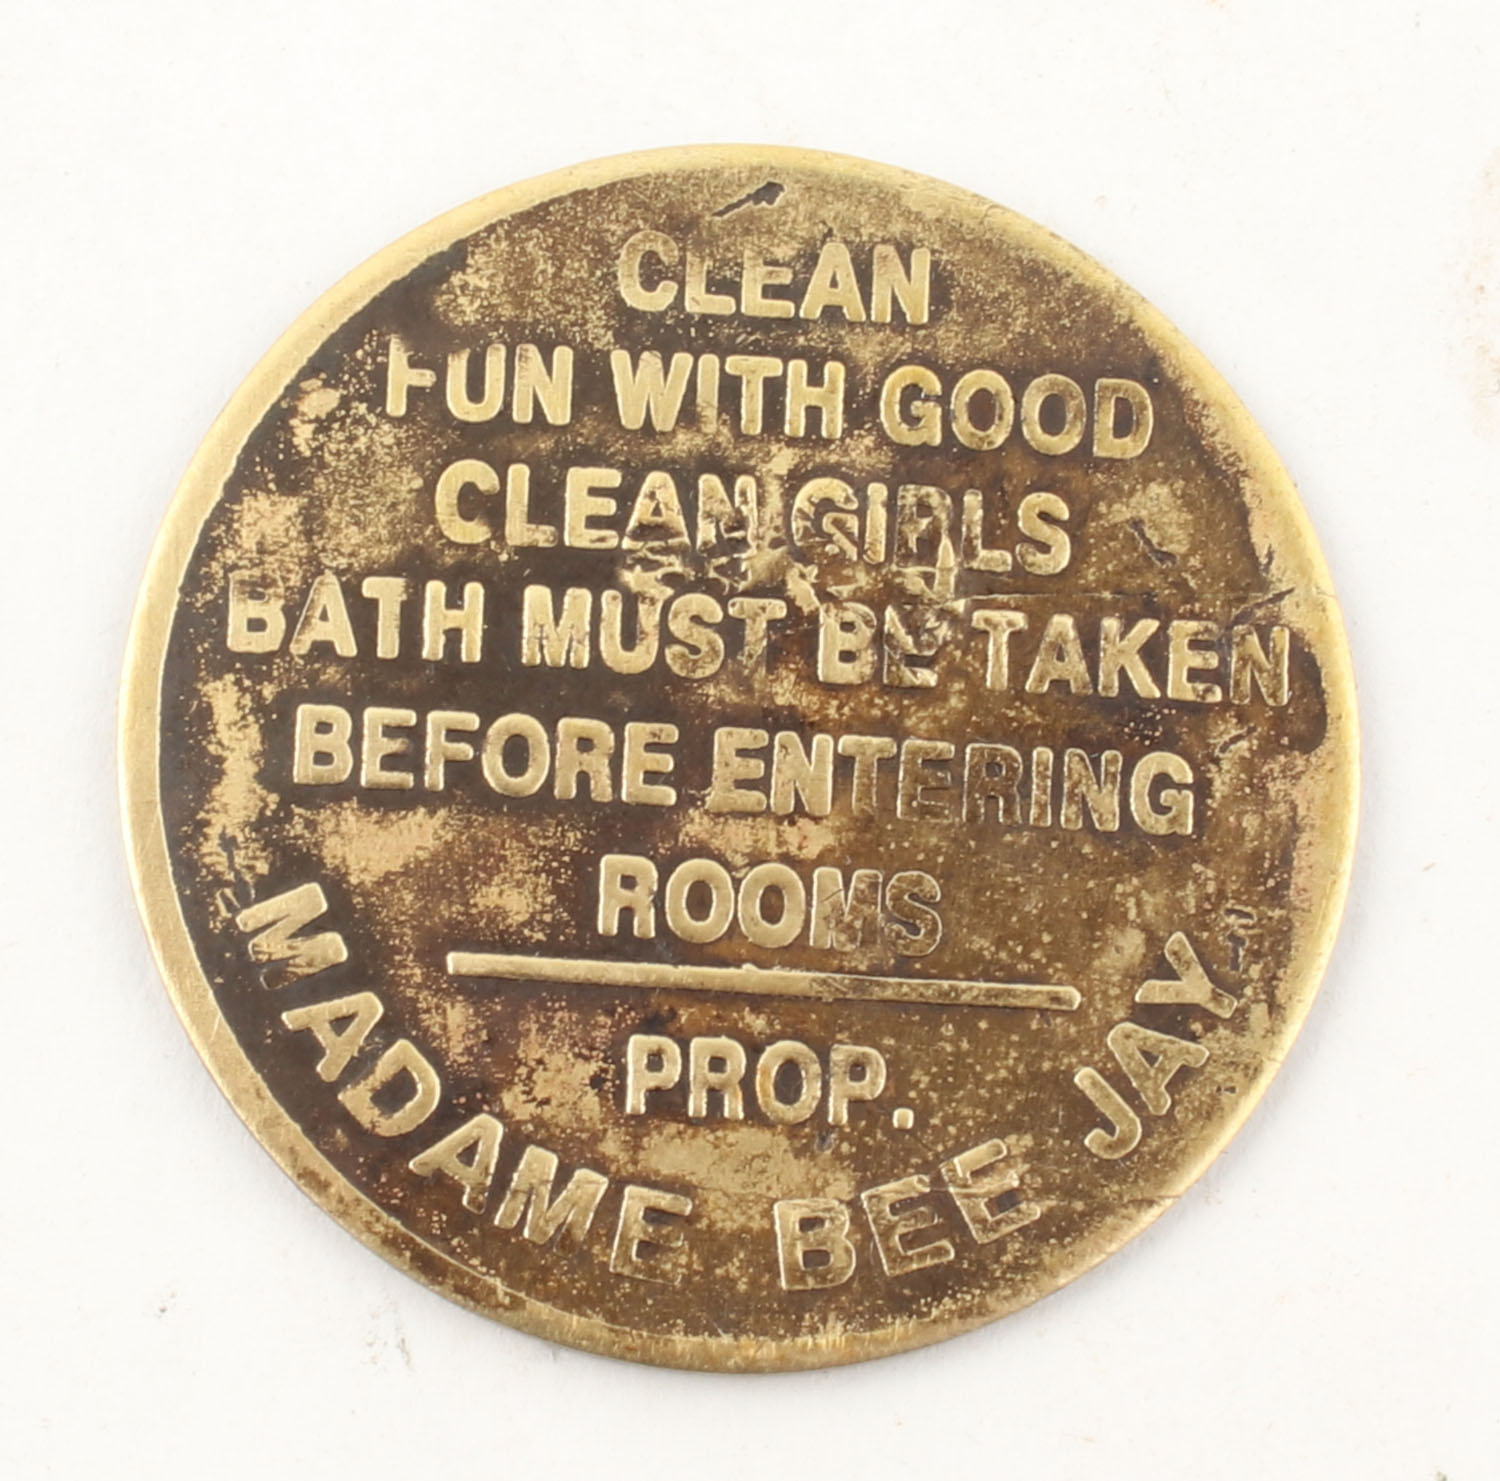 CLEAN
FUN WITH GOOD
CLEAN GIRLS
BATH MUST BE TAKEN
BEFORE ENTERING
ROOMS
PROP.
MADAME BEE JAY